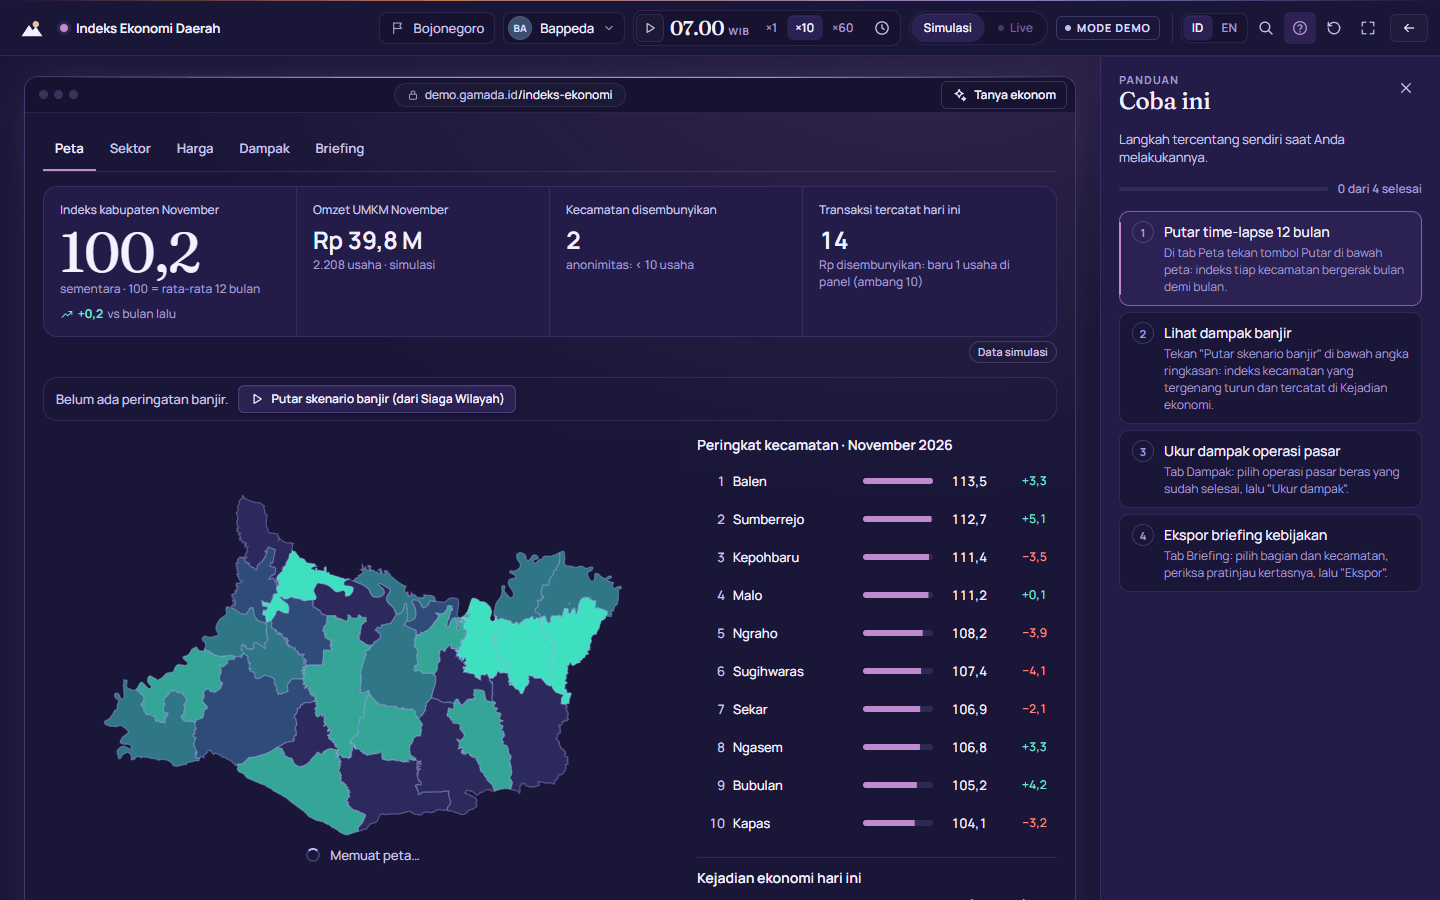 Indeks Ekonomi Daerah
Bojonegoro
BA Bappeda
07.00 WIB
×1 ×10 ×60
Simulasi
Live
MODE DEMO
ID EN
demo.gamada.id/indeks-ekonomi
Tanya ekonom
Peta Sektor Harga Dampak Briefing
Indeks kabupaten November
100,2
sementara · 100 = rata-rata 12 bulan
+0,2 vs bulan lalu
Omzet UMKM November
Rp 39,8 M
2.208 usaha · simulasi
Kecamatan disembunyikan
2
anonimitas: < 10 usaha
Transaksi tercatat hari ini
14
Rp disembunyikan: baru 1 usaha di
panel (ambang 10)
Data simulasi
Belum ada peringatan banjir.
Putar skenario banjir (dari Siaga Wilayah)
Memuat peta...
Peringkat kecamatan · November 2026
1 Balen 113,5 +3,3
2 Sumberrejo 112,7 +5,1
3 Kepohbaru 111,4 −3,5
4 Malo 111,2 +0,1
5 Ngraho 108,2 −3,9
6 Sugihwaras 107,4 −4,1
7 Sekar 106,9 −2,1
8 Ngasem 106,8 +3,3
9 Bubulan 105,2 +4,2
10 Kapas 104,1 −3,2
Kejadian ekonomi hari ini
PANDUAN
Coba ini
Langkah tercentang sendiri saat Anda
melakukannya.
0 dari 4 selesai
1 Putar time-lapse 12 bulan
Di tab Peta tekan tombol Putar di bawah
peta: indeks tiap kecamatan bergerak bulan
demi bulan.
2 Lihat dampak banjir
Tekan "Putar skenario banjir" di bawah angka
ringkasan: indeks kecamatan yang
tergenang turun dan tercatat di Kejadian
ekonomi.
3 Ukur dampak operasi pasar
Tab Dampak: pilih operasi pasar beras yang
sudah selesai, lalu "Ukur dampak".
4 Ekspor briefing kebijakan
Tab Briefing: pilih bagian dan kecamatan,
periksa pratinjau kertasnya, lalu "Ekspor".